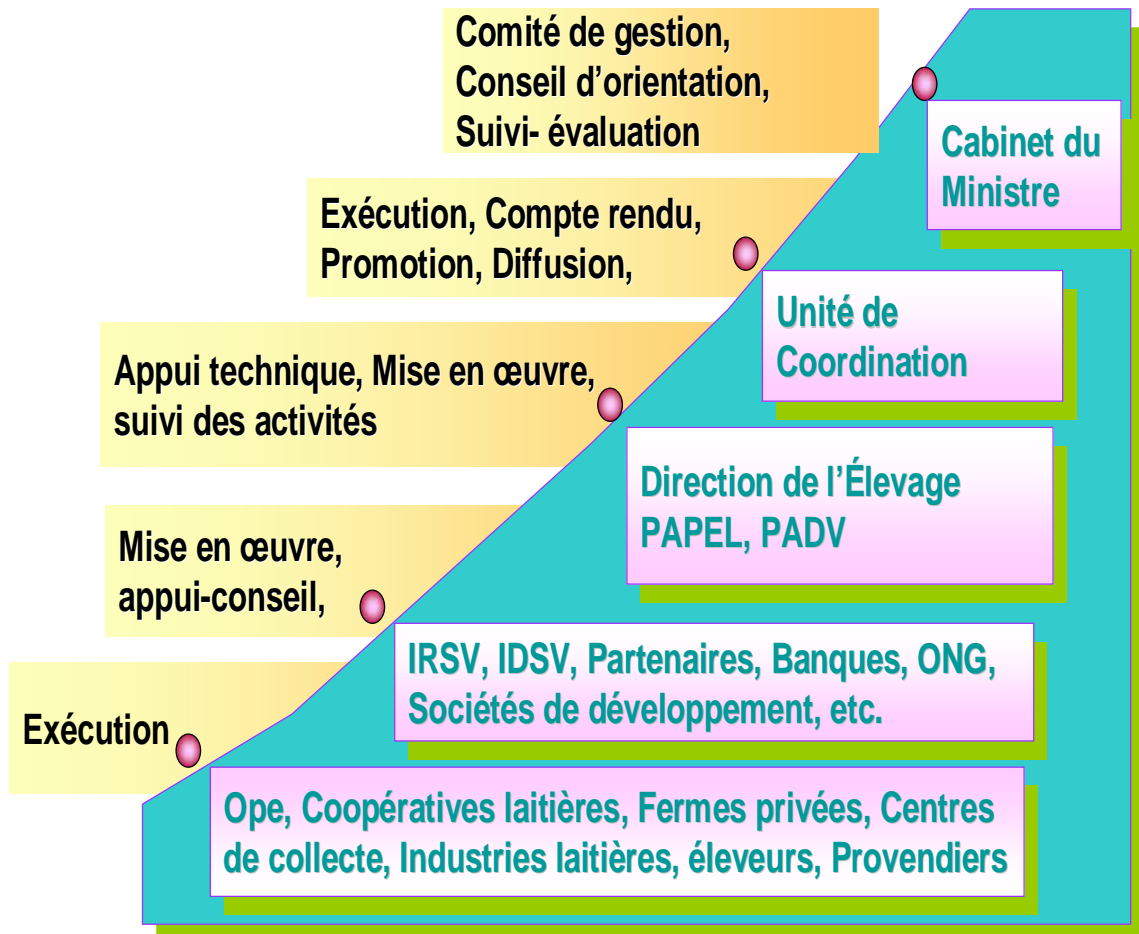 Comité de gestion,
Conseil d’orientation,
Suivi- évaluation
Cabinet du
Ministre
Exécution, Compte rendu,
Promotion, Diffusion,
Unité de
Coordination
Appui technique, Mise en œuvre,
suivi des activités
Direction de l’Élevage
PAPEL, PADV
Mise en œuvre,
appui-conseil,
IRSV, IDSV, Partenaires, Banques, ONG,
Sociétés de développement, etc.
Exécution
Ope, Coopératives laitières, Fermes privées, Centres
de collecte, Industries laitières, éleveurs, Provendiers